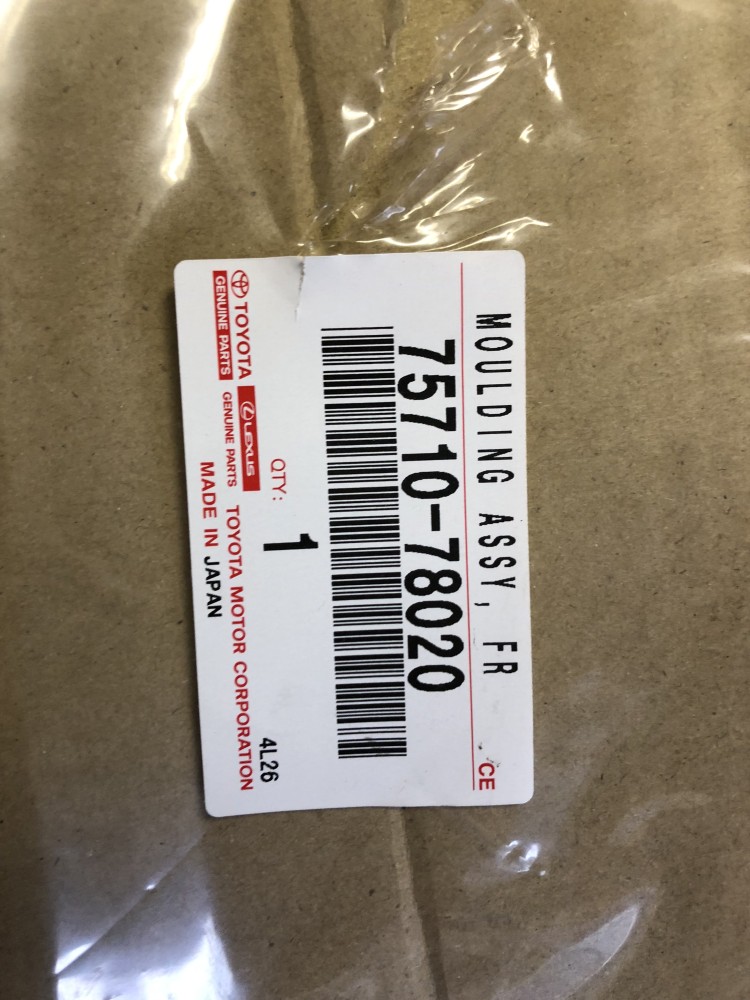 MOULDING ASSY, FR
CE
75710-78020
QTY:
1
4L26
TOYOTA
GENUINE PARTS
LEXUS
GENUINE PARTS
TOYOTA MOTOR CORPORATION
MADE IN JAPAN